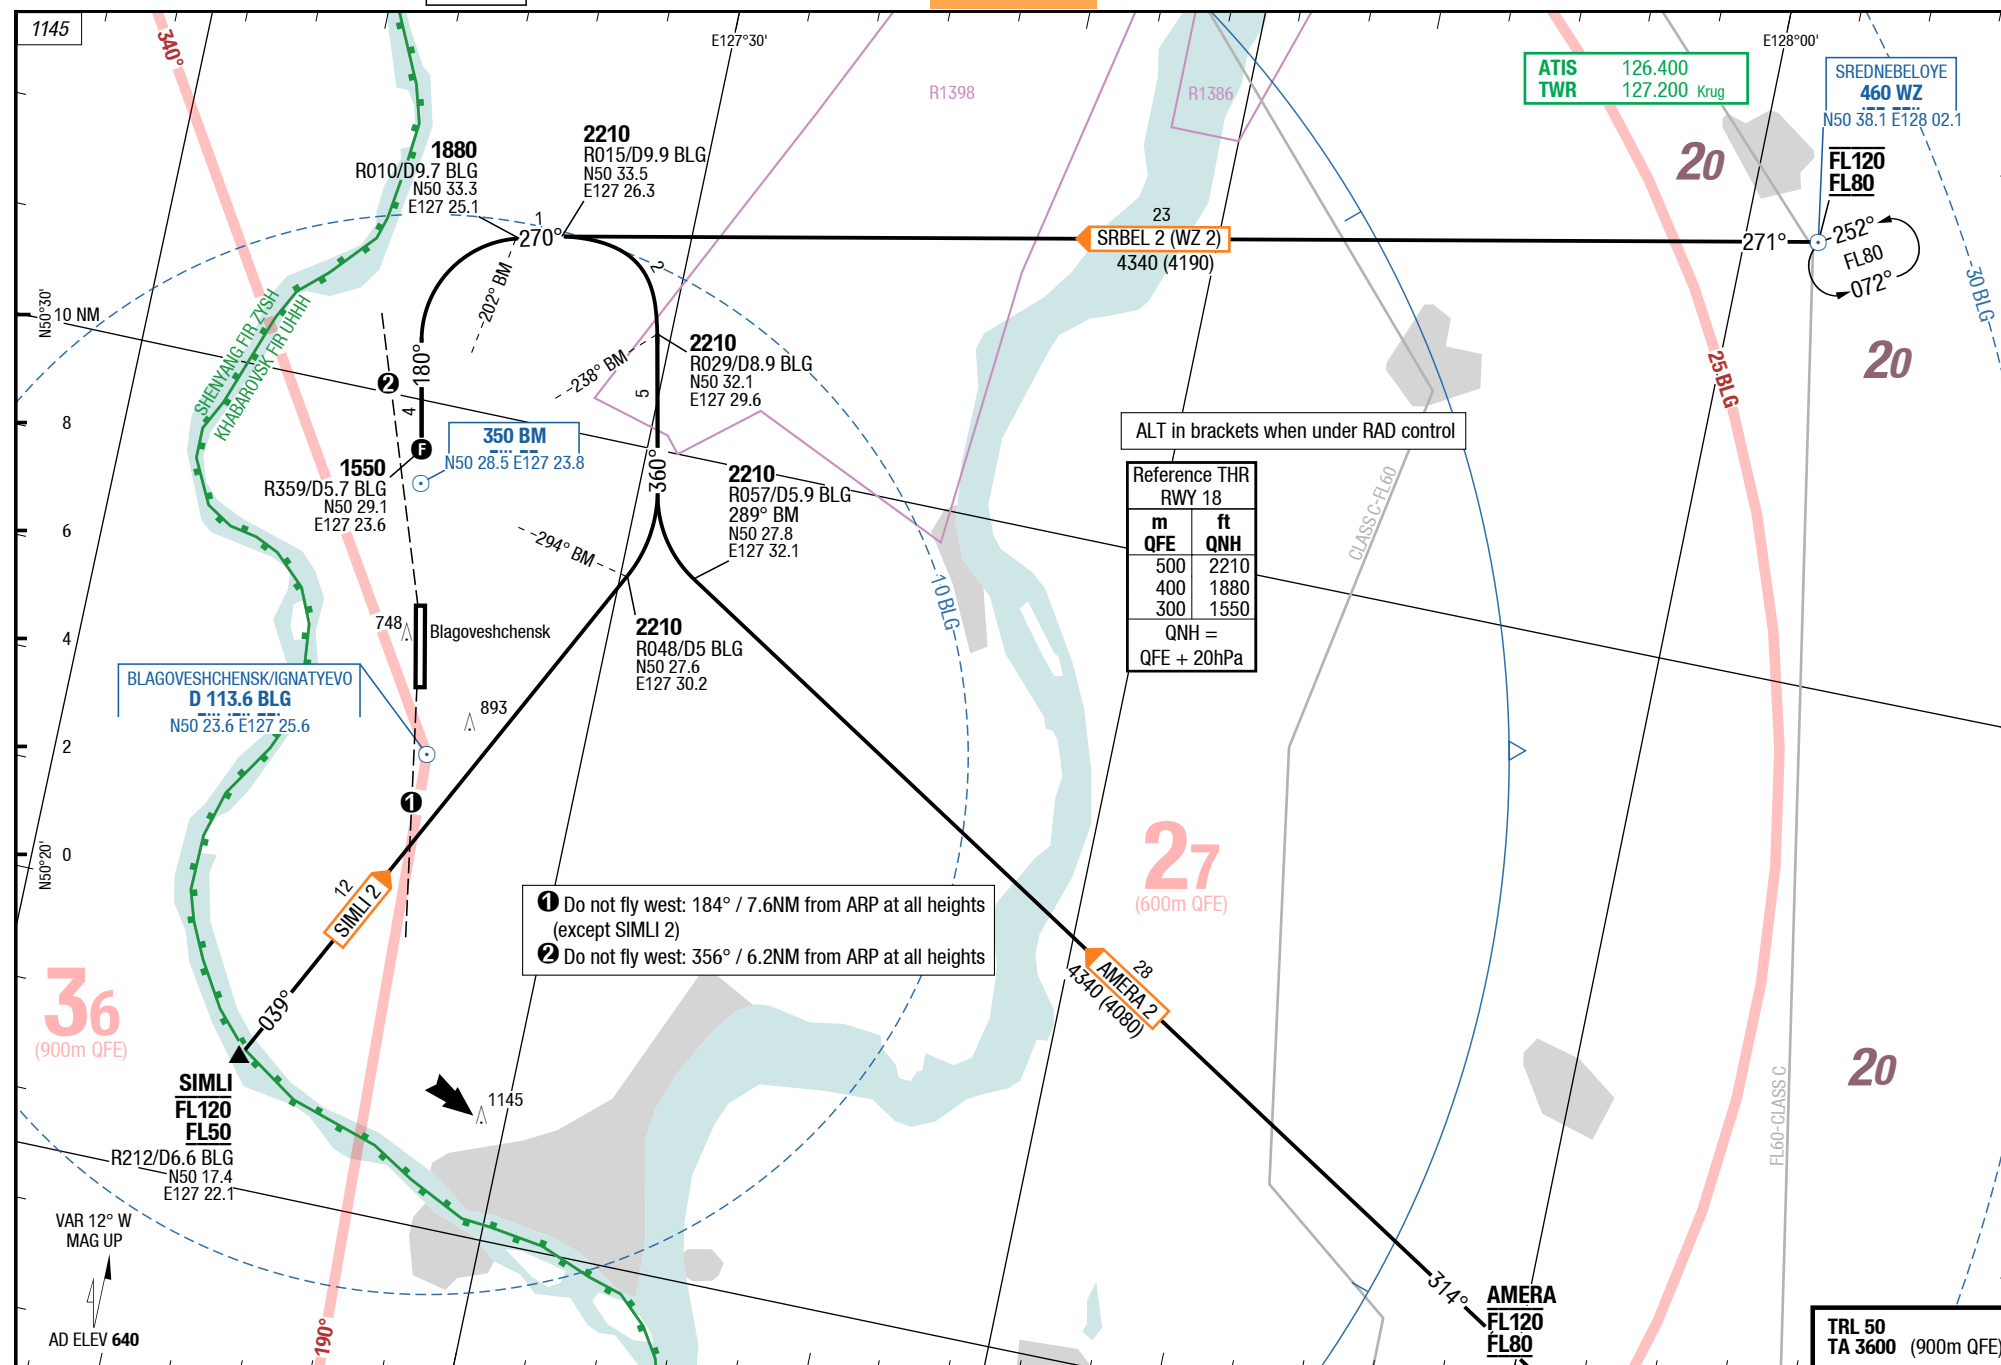 1145
340°
E127°30'
E128°00'
R1398
R1386
ATIS 126.400
TWR 127.200 Krug
SREDNEBELOYE
460 WZ
N50 38.1 E128 02.1
FL120
FL80
20
252°
FL80
072°
30 BLG
2210
R015/D9.9 BLG
N50 33.5
E127 26.3
1880
R010/D9.7 BLG
N50 33.3
E127 25.1
1
270°
2
23
SRBEL 2 (WZ 2)
4340 (4190)
271°
202° BM
N50°30'
10 NM
SHENYANG FIR ZYSH
KHABAROVSK FIR UHHH
180°
4
2
238° BM
5
2210
R029/D8.9 BLG
N50 32.1
E127 29.6
25 BLG
20
8
F
350 BM
N50 28.5 E127 23.8
1550
R359/D5.7 BLG
N50 29.1
E127 23.6
360°
2210
R057/D5.9 BLG
289° BM
N50 27.8
E127 32.1
ALT in brackets when under RAD control
CLASS C-FL60
Reference THR
RWY 18
m ft
QFE QNH
500 2210
400 1880
300 1550
QNH =
QFE + 20hPa
6
294° BM
10 BLG
4
748
Blagoveshchensk
2210
R048/D5 BLG
N50 27.6
E127 30.2
BLAGOVESHCHENSK/IGNATYEVO
D 113.6 BLG
N50 23.6 E127 25.6
893
2
1
N50°20'
0
12
SIMLI 2
1 Do not fly west: 184° / 7.6NM from ARP at all heights
(except SIMLI 2)
2 Do not fly west: 356° / 6.2NM from ARP at all heights
27
(600m QFE)
28
AMERA 2
4340 (4080)
36
(900m QFE)
039°
20
SIMLI
FL120
FL50
R212/D6.6 BLG
N50 17.4
E127 22.1
1145
FL60-CLASS C
VAR 12° W
MAG UP
AD ELEV 640
190°
314°
AMERA
FL120
FL80
TRL 50
TA 3600 (900m QFE)